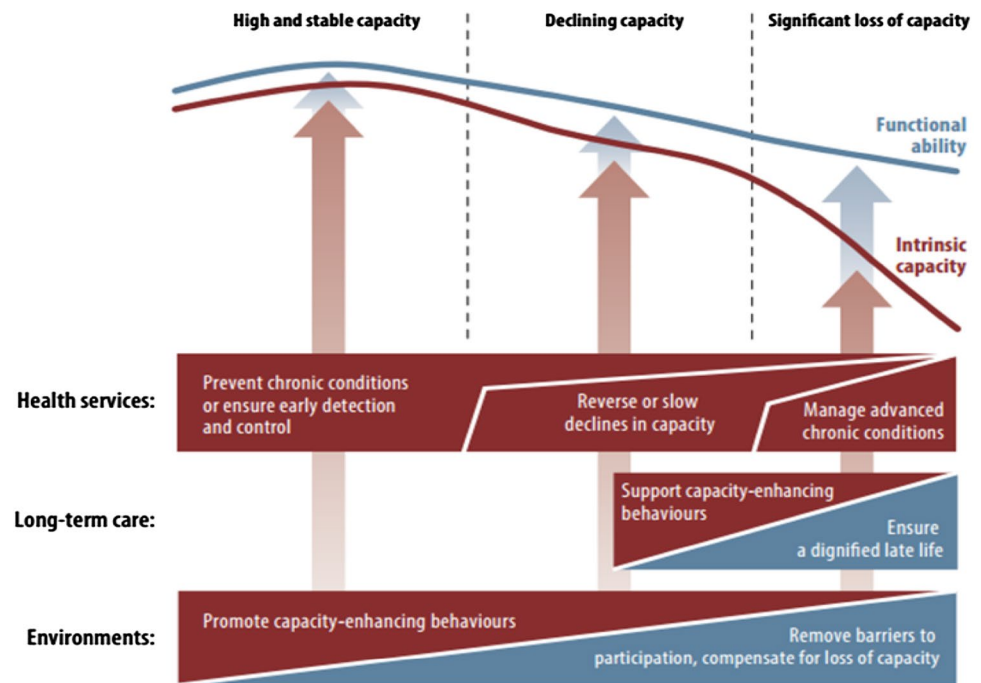 High and stable capacity
Declining capacity
Significant loss of capacity
Functional
ability
Intrinsic
capacity
Health services:
Prevent chronic conditions
or ensure early detection
and control
Reverse or slow
declines in capacity
Manage advanced
chronic conditions
Long-term care:
Support capacity-enhancing
behaviours
Ensure
a dignified late life
Environments:
Promote capacity-enhancing behaviours
Remove barriers to
participation, compensate for loss of capacity